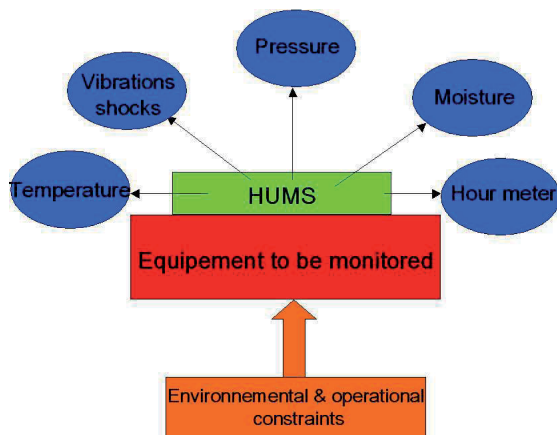 Pressure
Vibrations
shocks
Moisture
Temperature
HUMS
Hour meter
Equipement to be monitored
Environnemental & operational
constraints